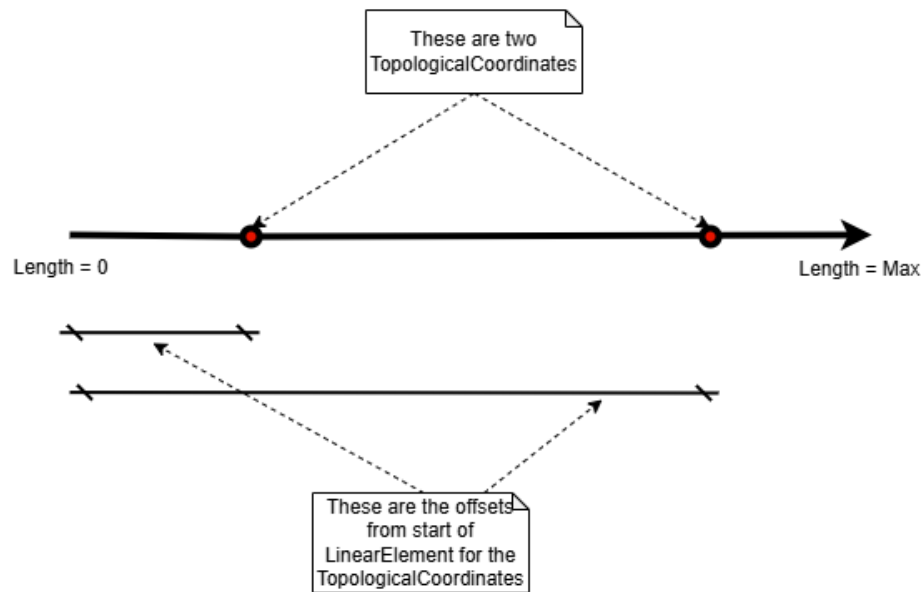 These are two
TopologicalCoordinates
Length = 0
Length = Max
These are the offsets
from start of
LinearElement for the
TopologicalCoordinates